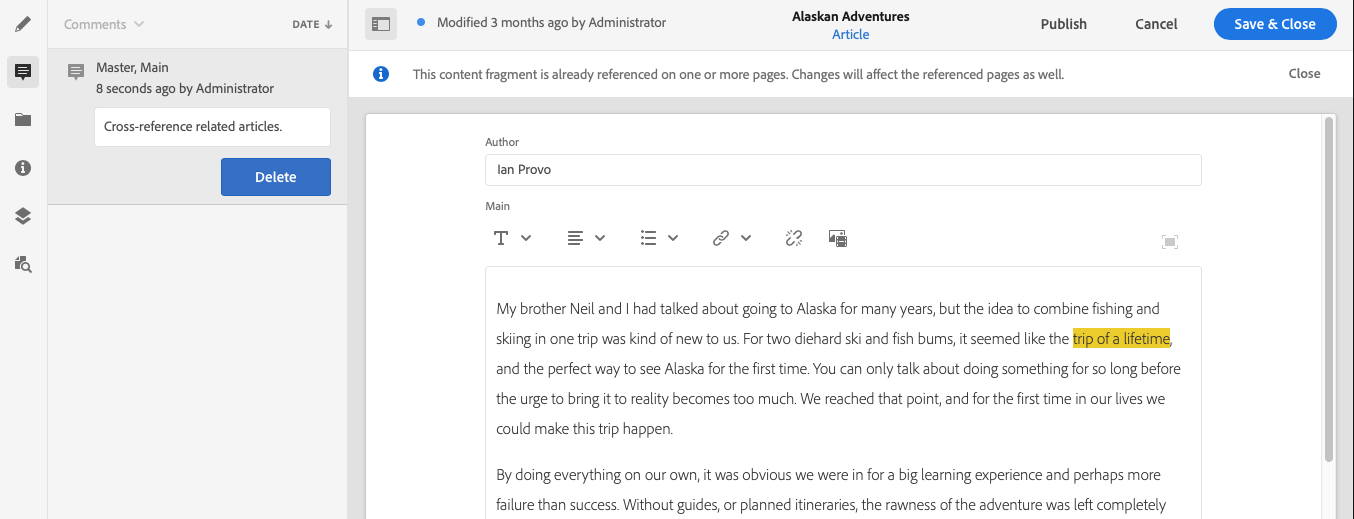 Comments
DATE
Master, Main
8 seconds ago by Administrator
Cross-reference related articles.
Delete
Modified 3 months ago by Administrator
Alaskan Adventures
Article
Publish
Cancel
Save & Close
This content fragment is already referenced on one or more pages. Changes will affect the referenced pages as well.
Close
Author
Ian Provo
Main
My brother Neil and I had talked about going to Alaska for many years, but the idea to combine fishing and
skiing in one trip was kind of new to us. For two diehard ski and fish bums, it seemed like the trip of a lifetime,
and the perfect way to see Alaska for the first time. You can only talk about doing something for so long before
the urge to bring it to reality becomes too much. We reached that point, and for the first time in our lives we
could make this trip happen.
By doing everything on our own, it was obvious we were in for a big learning experience and perhaps more
failure than success. Without guides, or planned itineraries, the rawness of the adventure was left completely